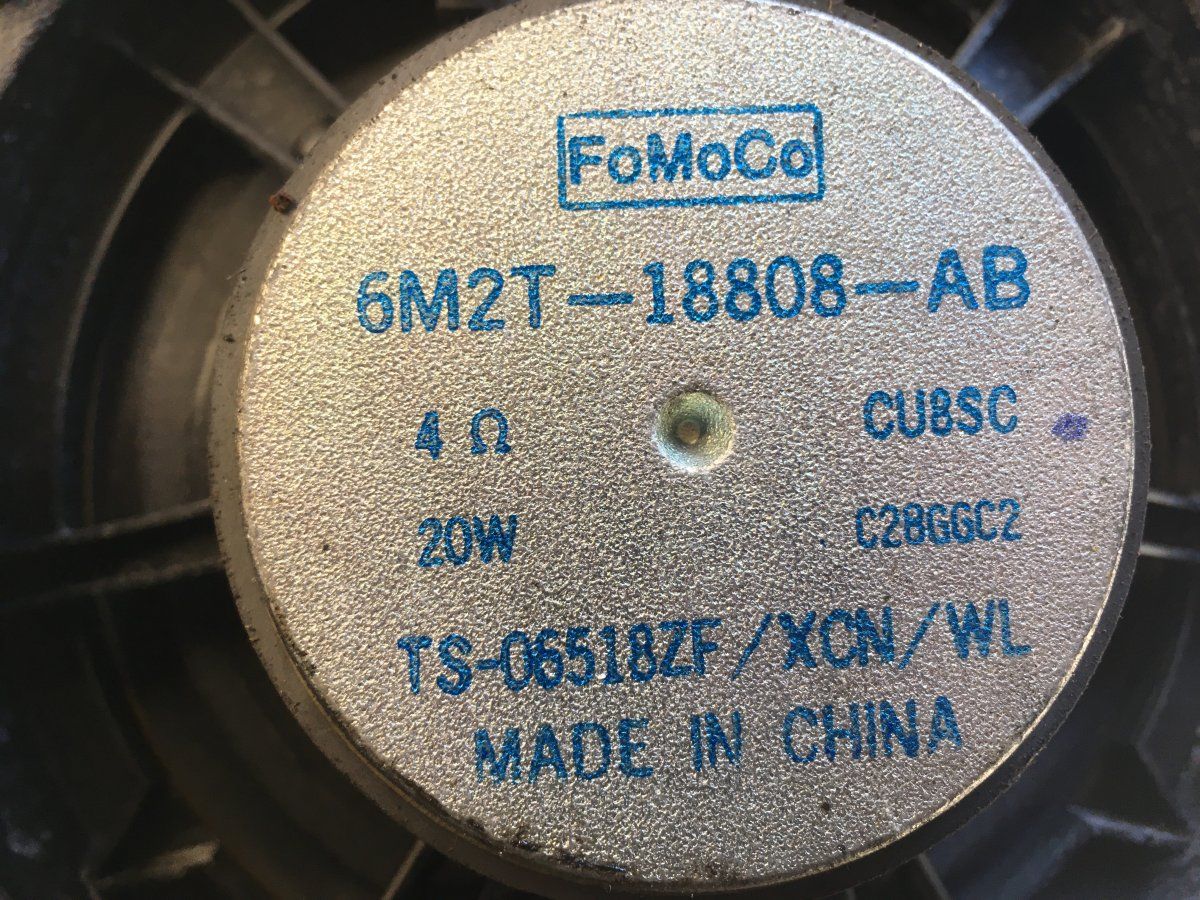 FoMoCo
6M2T-18808-AB
4 Ω CU8SC
20W C28GGC2
TS-06518ZF/XCN/WL
MADE IN CHINA